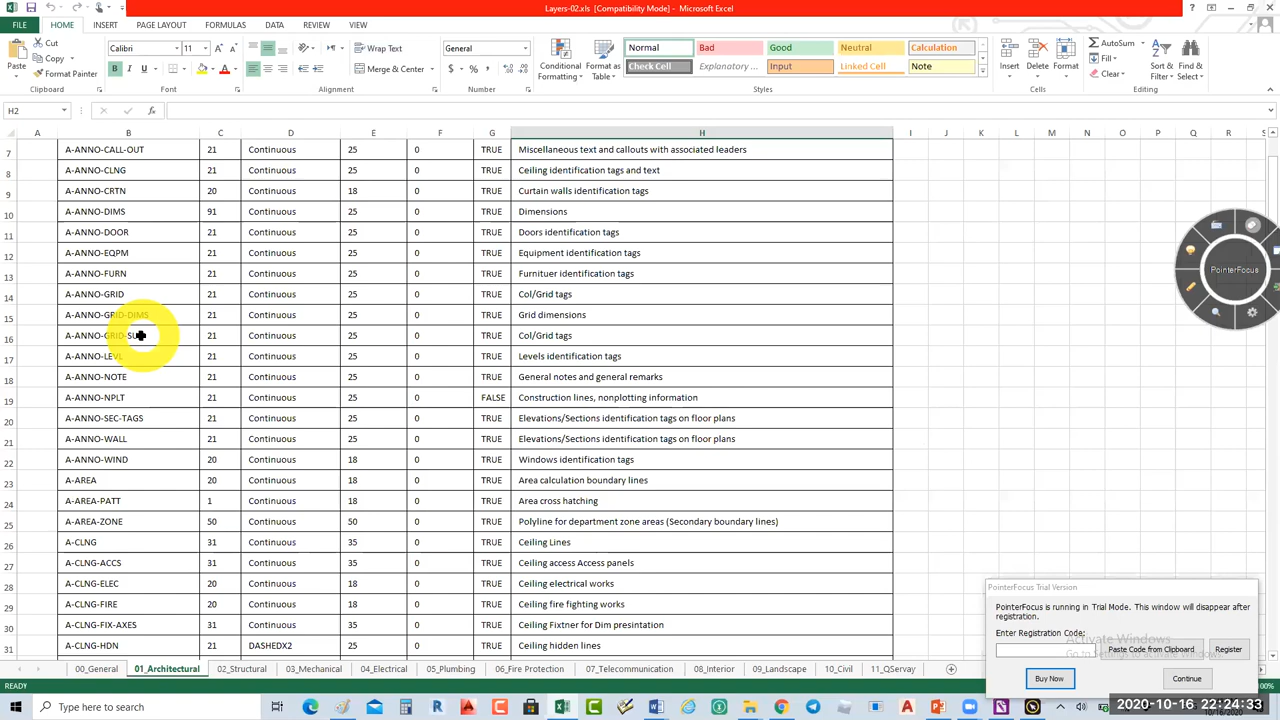 Layers-02.xls [Compatibility Mode] - Microsoft Excel
FILE HOME INSERT PAGE LAYOUT FORMULAS DATA REVIEW VIEW
Cut
Copy
Format Painter
Paste
Clipboard
Calibri 11
B I U
Font
Wrap Text
Merge & Center
Alignment
General
$ % ,
Number
Conditional Formatting
Format as Table
Normal Bad Good Neutral Calculation
Check Cell Explanatory ... Input Linked Cell Note
Styles
Insert Delete Format
Cells
AutoSum
Fill
Clear
Sort & Filter
Find & Select
Editing
H2
A B C D E F G H I J K L M N O P Q R S
7 A-ANNO-CALL-OUT 21 Continuous 25 0 TRUE Miscellaneous text and callouts with associated leaders
8 A-ANNO-CLNG 21 Continuous 25 0 TRUE Ceiling identification tags and text
9 A-ANNO-CRTN 20 Continuous 18 0 TRUE Curtain walls identification tags
10 A-ANNO-DIMS 91 Continuous 25 0 TRUE Dimensions
11 A-ANNO-DOOR 21 Continuous 25 0 TRUE Doors identification tags
12 A-ANNO-EQPM 21 Continuous 25 0 TRUE Equipment identification tags
13 A-ANNO-FURN 21 Continuous 25 0 TRUE Furnituer identification tags
14 A-ANNO-GRID 21 Continuous 25 0 TRUE Col/Grid tags
15 A-ANNO-GRID-DIMS 21 Continuous 25 0 TRUE Grid dimensions
16 A-ANNO-GRID-SU 21 Continuous 25 0 TRUE Col/Grid tags
17 A-ANNO-LEVL 21 Continuous 25 0 TRUE Levels identification tags
18 A-ANNO-NOTE 21 Continuous 25 0 TRUE General notes and general remarks
19 A-ANNO-NPLT 21 Continuous 25 0 FALSE Construction lines, nonplotting information
20 A-ANNO-SEC-TAGS 21 Continuous 25 0 TRUE Elevations/Sections identification tags on floor plans
21 A-ANNO-WALL 21 Continuous 25 0 TRUE Elevations/Sections identification tags on floor plans
22 A-ANNO-WIND 20 Continuous 18 0 TRUE Windows identification tags
23 A-AREA 20 Continuous 18 0 TRUE Area calculation boundary lines
24 A-AREA-PATT 1 Continuous 18 0 TRUE Area cross hatching
25 A-AREA-ZONE 50 Continuous 50 0 TRUE Polyline for department zone areas (Secondary boundary lines)
26 A-CLNG 31 Continuous 35 0 TRUE Ceiling Lines
27 A-CLNG-ACCS 31 Continuous 35 0 TRUE Ceiling access Access panels
28 A-CLNG-ELEC 20 Continuous 18 0 TRUE Ceiling electrical works
29 A-CLNG-FIRE 20 Continuous 18 0 TRUE Ceiling fire fighting works
30 A-CLNG-FIX-AXES 31 Continuous 35 0 TRUE Ceiling Fixtner for Dim presintation
31 A-CLNG-HDN 21 DASHEDX2 25 0 TRUE Ceiling hidden lines
PointerFocus
PointerFocus Trial Version
PointerFocus is running in Trial Mode. This window will disappear after registration.
Enter Registration Code:
Paste Code from Clipboard Register
Buy Now Continue
Activate Windows
Go to Settings to activate Windows.
00_General 01_Architectural 02_Structural 03_Mechanical 04_Electrical 05_Plumbing 06_Fire Protection 07_Telecommunication 08_Interior 09_Landscape 10_Civil 11_QServay
READY
100%
Type here to search
2020-10-16 22:24:33